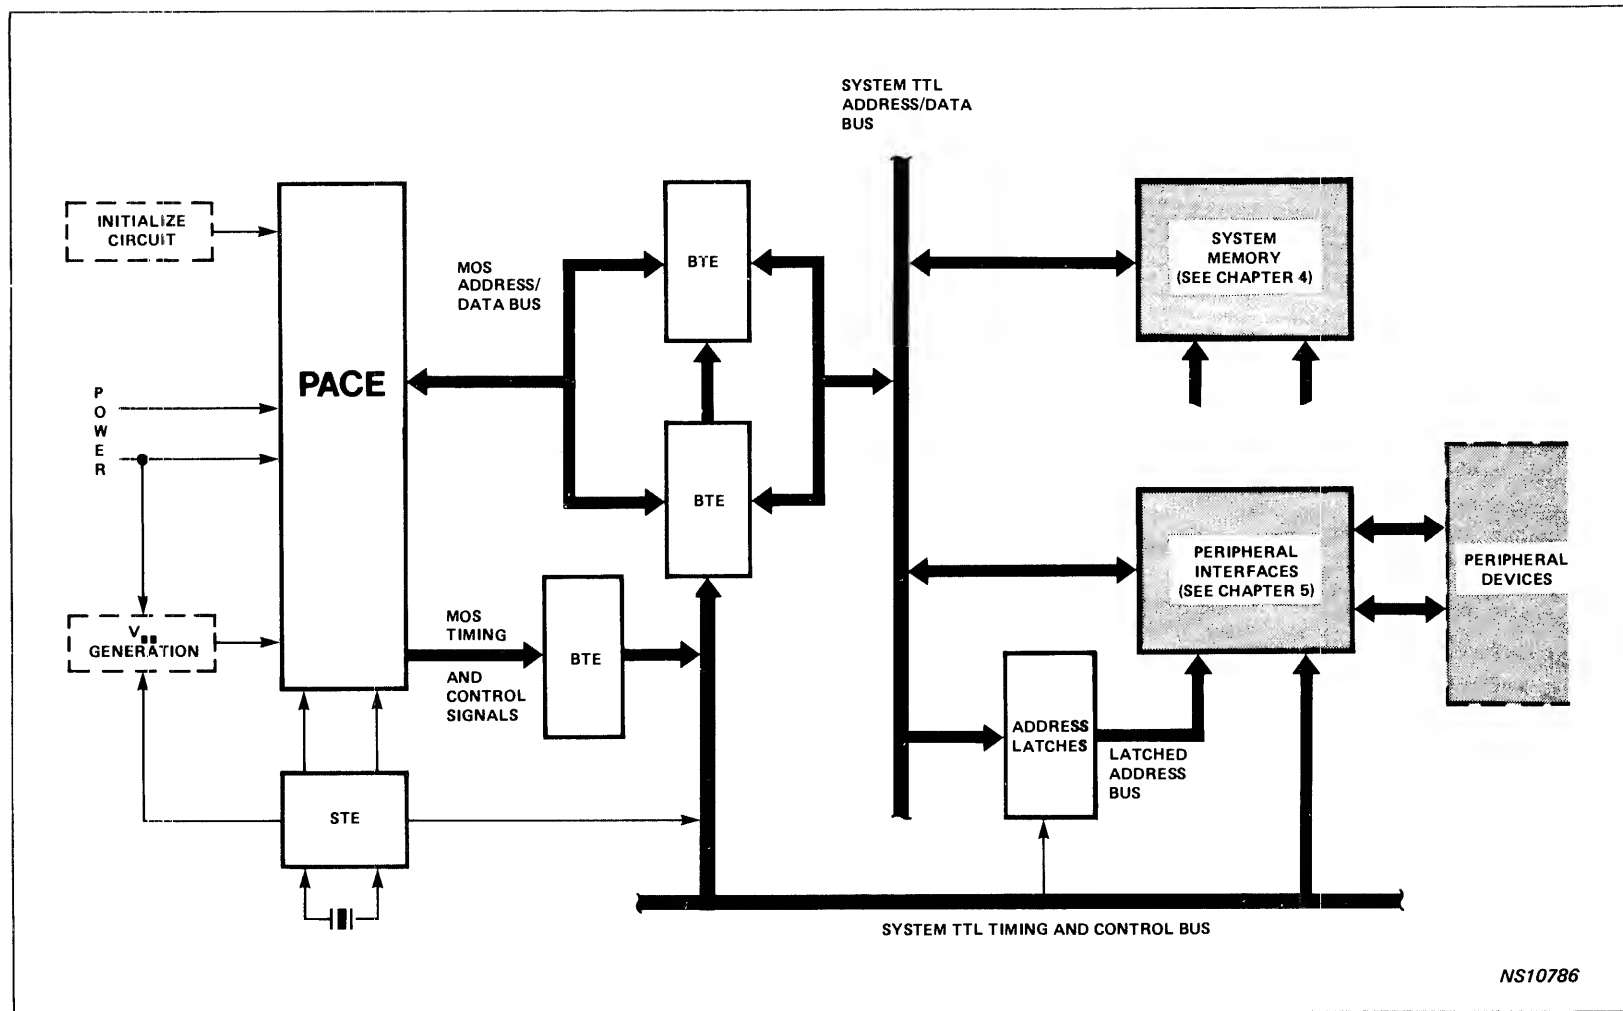 SYSTEM TTL
ADDRESS/DATA
BUS
INITIALIZE
CIRCUIT
MOS
ADDRESS/
DATA BUS
BTE
SYSTEM
MEMORY
(SEE CHAPTER 4)
PACE
POWER
BTE
PERIPHERAL
INTERFACES
(SEE CHAPTER 5)
PERIPHERAL
DEVICES
V
GENERATION
MOS
TIMING
AND
CONTROL
SIGNALS
BTE
ADDRESS
LATCHES
LATCHED
ADDRESS
BUS
STE
SYSTEM TTL TIMING AND CONTROL BUS
NS10786